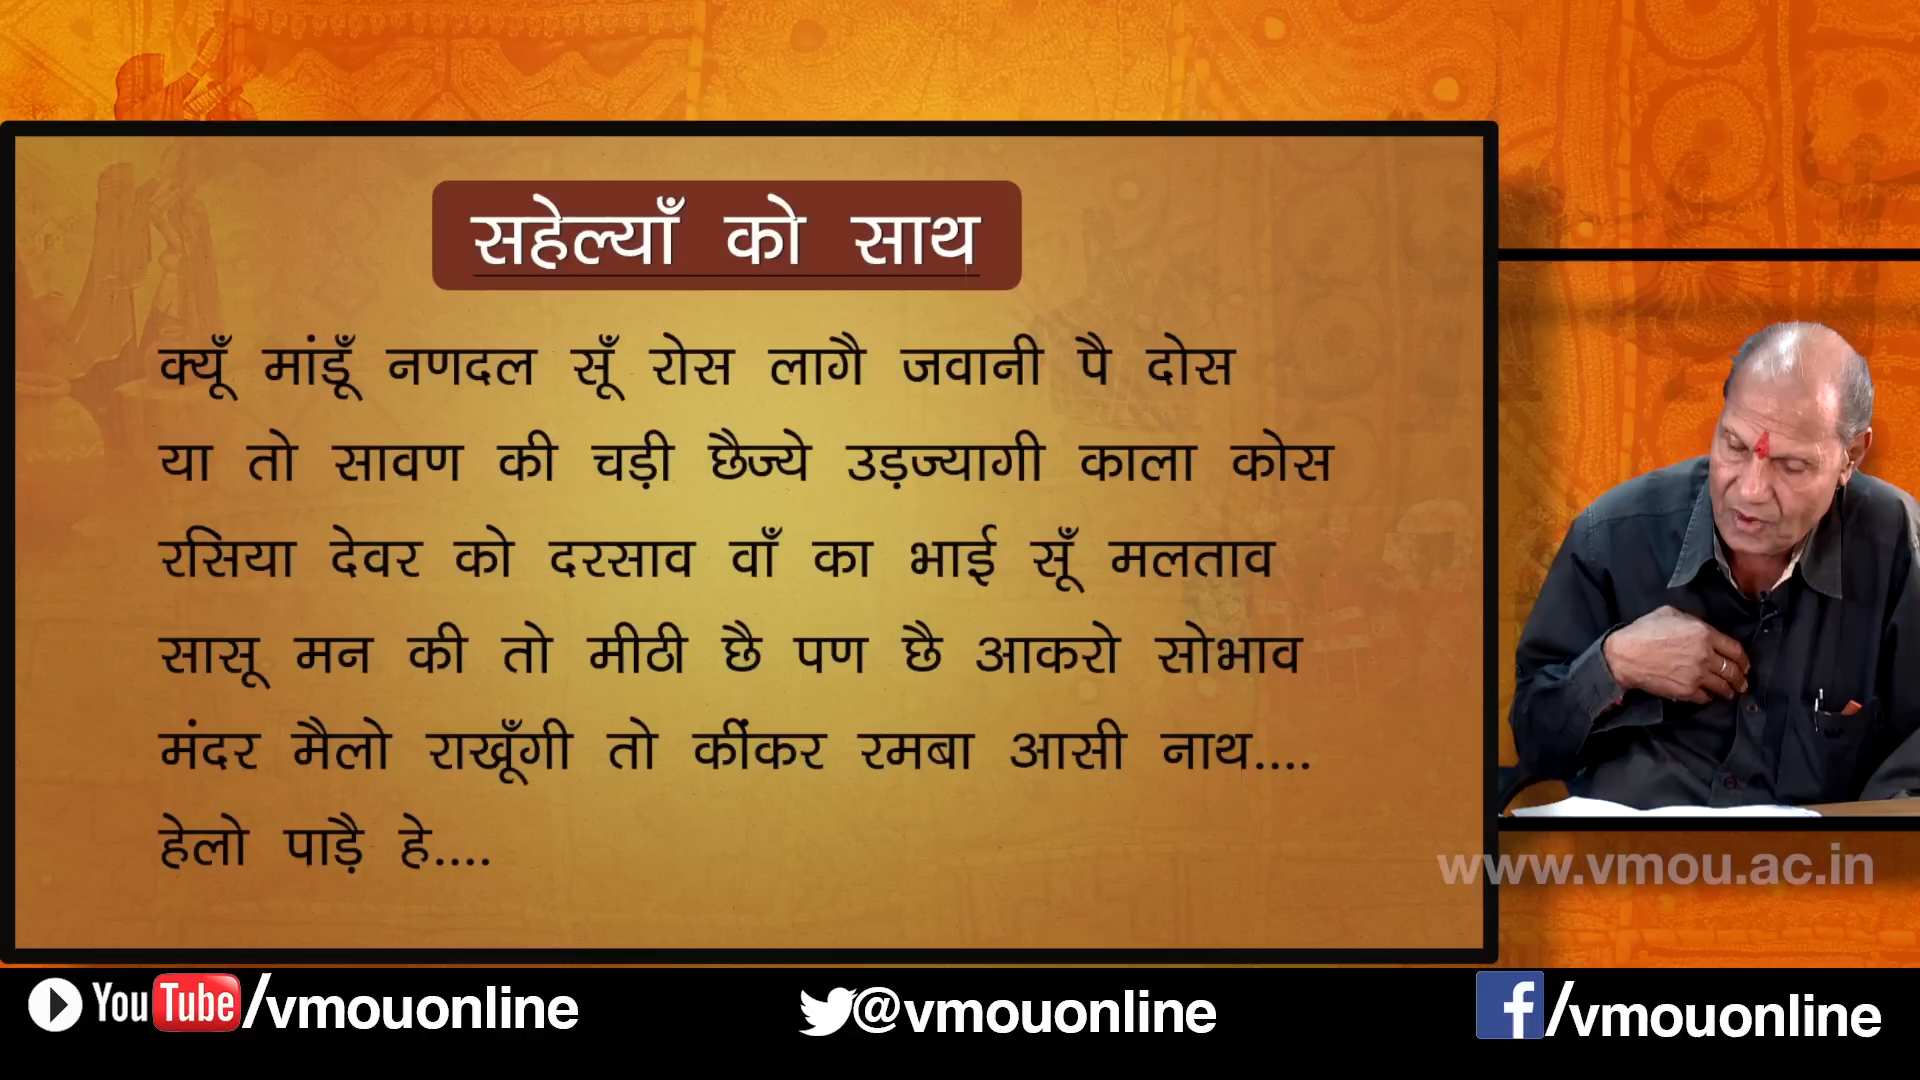 सहेल्याँ को साथ
क्यूँ मांडूँ नणदल सूँ रोस लागै जवानी पै दोस
या तो सावण की चड़ी छैज्ये उड़ज्यागी काला कोस
रसिया देवर को दरसाव वाँ का भाई सूँ मलताव
सासू मन की तो मीठी छै पण छै आकरो सोभाव
मंदर मैलो राखूँगी तो कींकर रमबा आसी नाथ....
हेलो पाड़ै हे....
www.vmou.ac.in
YouTube/vmouonline
@vmouonline
f/vmouonline